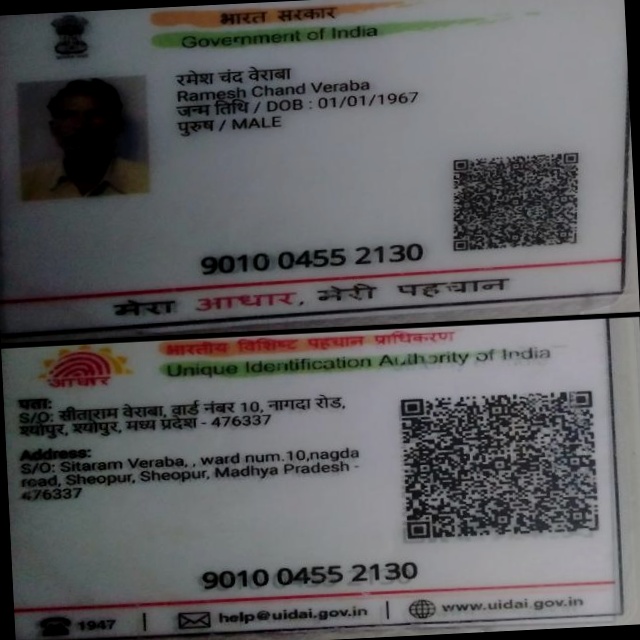 भारत सरकार
Government of India
रमेश चंद वेराबा
Ramesh Chand Veraba
जन्म तिथि / DOB : 01/01/1967
पुरुष / MALE
9010 0455 2130
मेरा आधार, मेरी पहचान
भारतीय विशिष्ट पहचान प्राधिकरण
Unique Identification Authority of India
आधार
पता:
S/O: सीताराम वेराबा, वार्ड नंबर 10, नागदा रोड,
श्योपुर, श्योपुर, मध्य प्रदेश - 476337
Address:
S/O: Sitaram Veraba, , ward num.10,nagda
road, Sheopur, Sheopur, Madhya Pradesh -
476337
9010 0455 2130
1947 | help@uidai.gov.in | www.uidai.gov.in